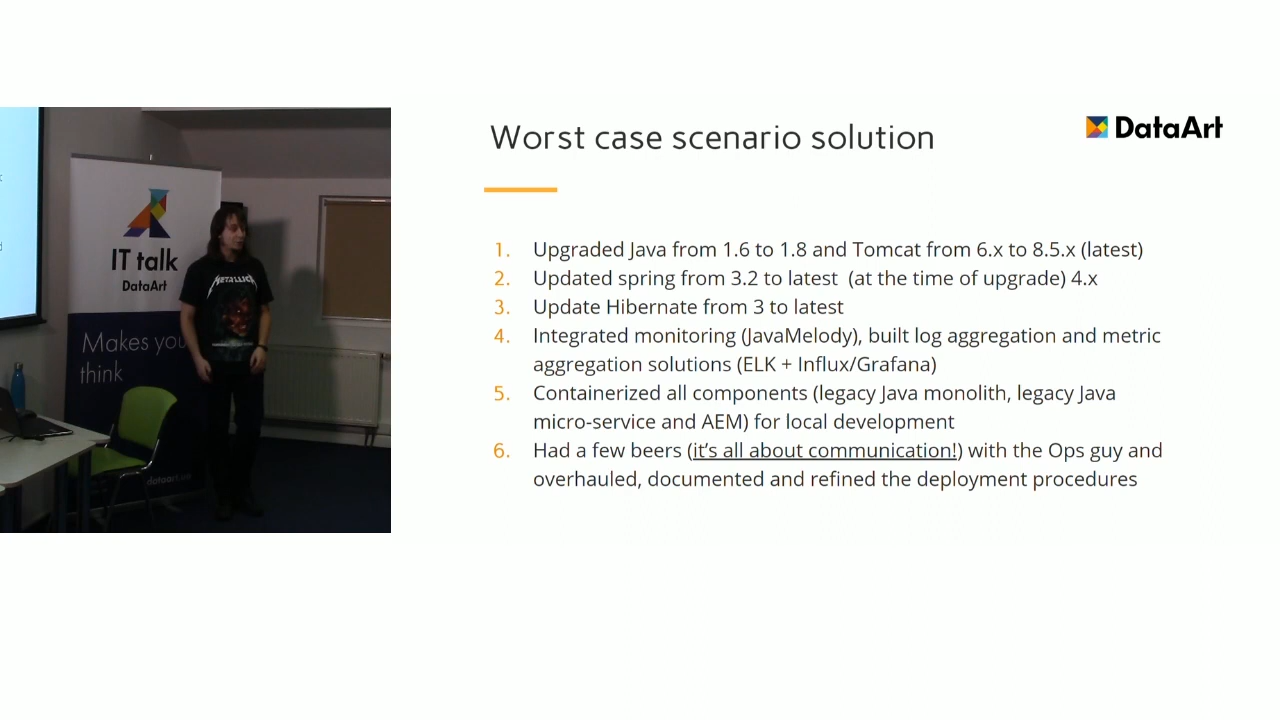 IT talk
DataArt
Makes you
think
dataart.com
METALLICA
Worst case scenario solution
DataArt
1. Upgraded Java from 1.6 to 1.8 and Tomcat from 6.x to 8.5.x (latest)
2. Updated spring from 3.2 to latest (at the time of upgrade) 4.x
3. Update Hibernate from 3 to latest
4. Integrated monitoring (JavaMelody), built log aggregation and metric
aggregation solutions (ELK + Influx/Grafana)
5. Containerized all components (legacy Java monolith, legacy Java
micro-service and AEM) for local development
6. Had a few beers (it’s all about communication!) with the Ops guy and
overhauled, documented and refined the deployment procedures